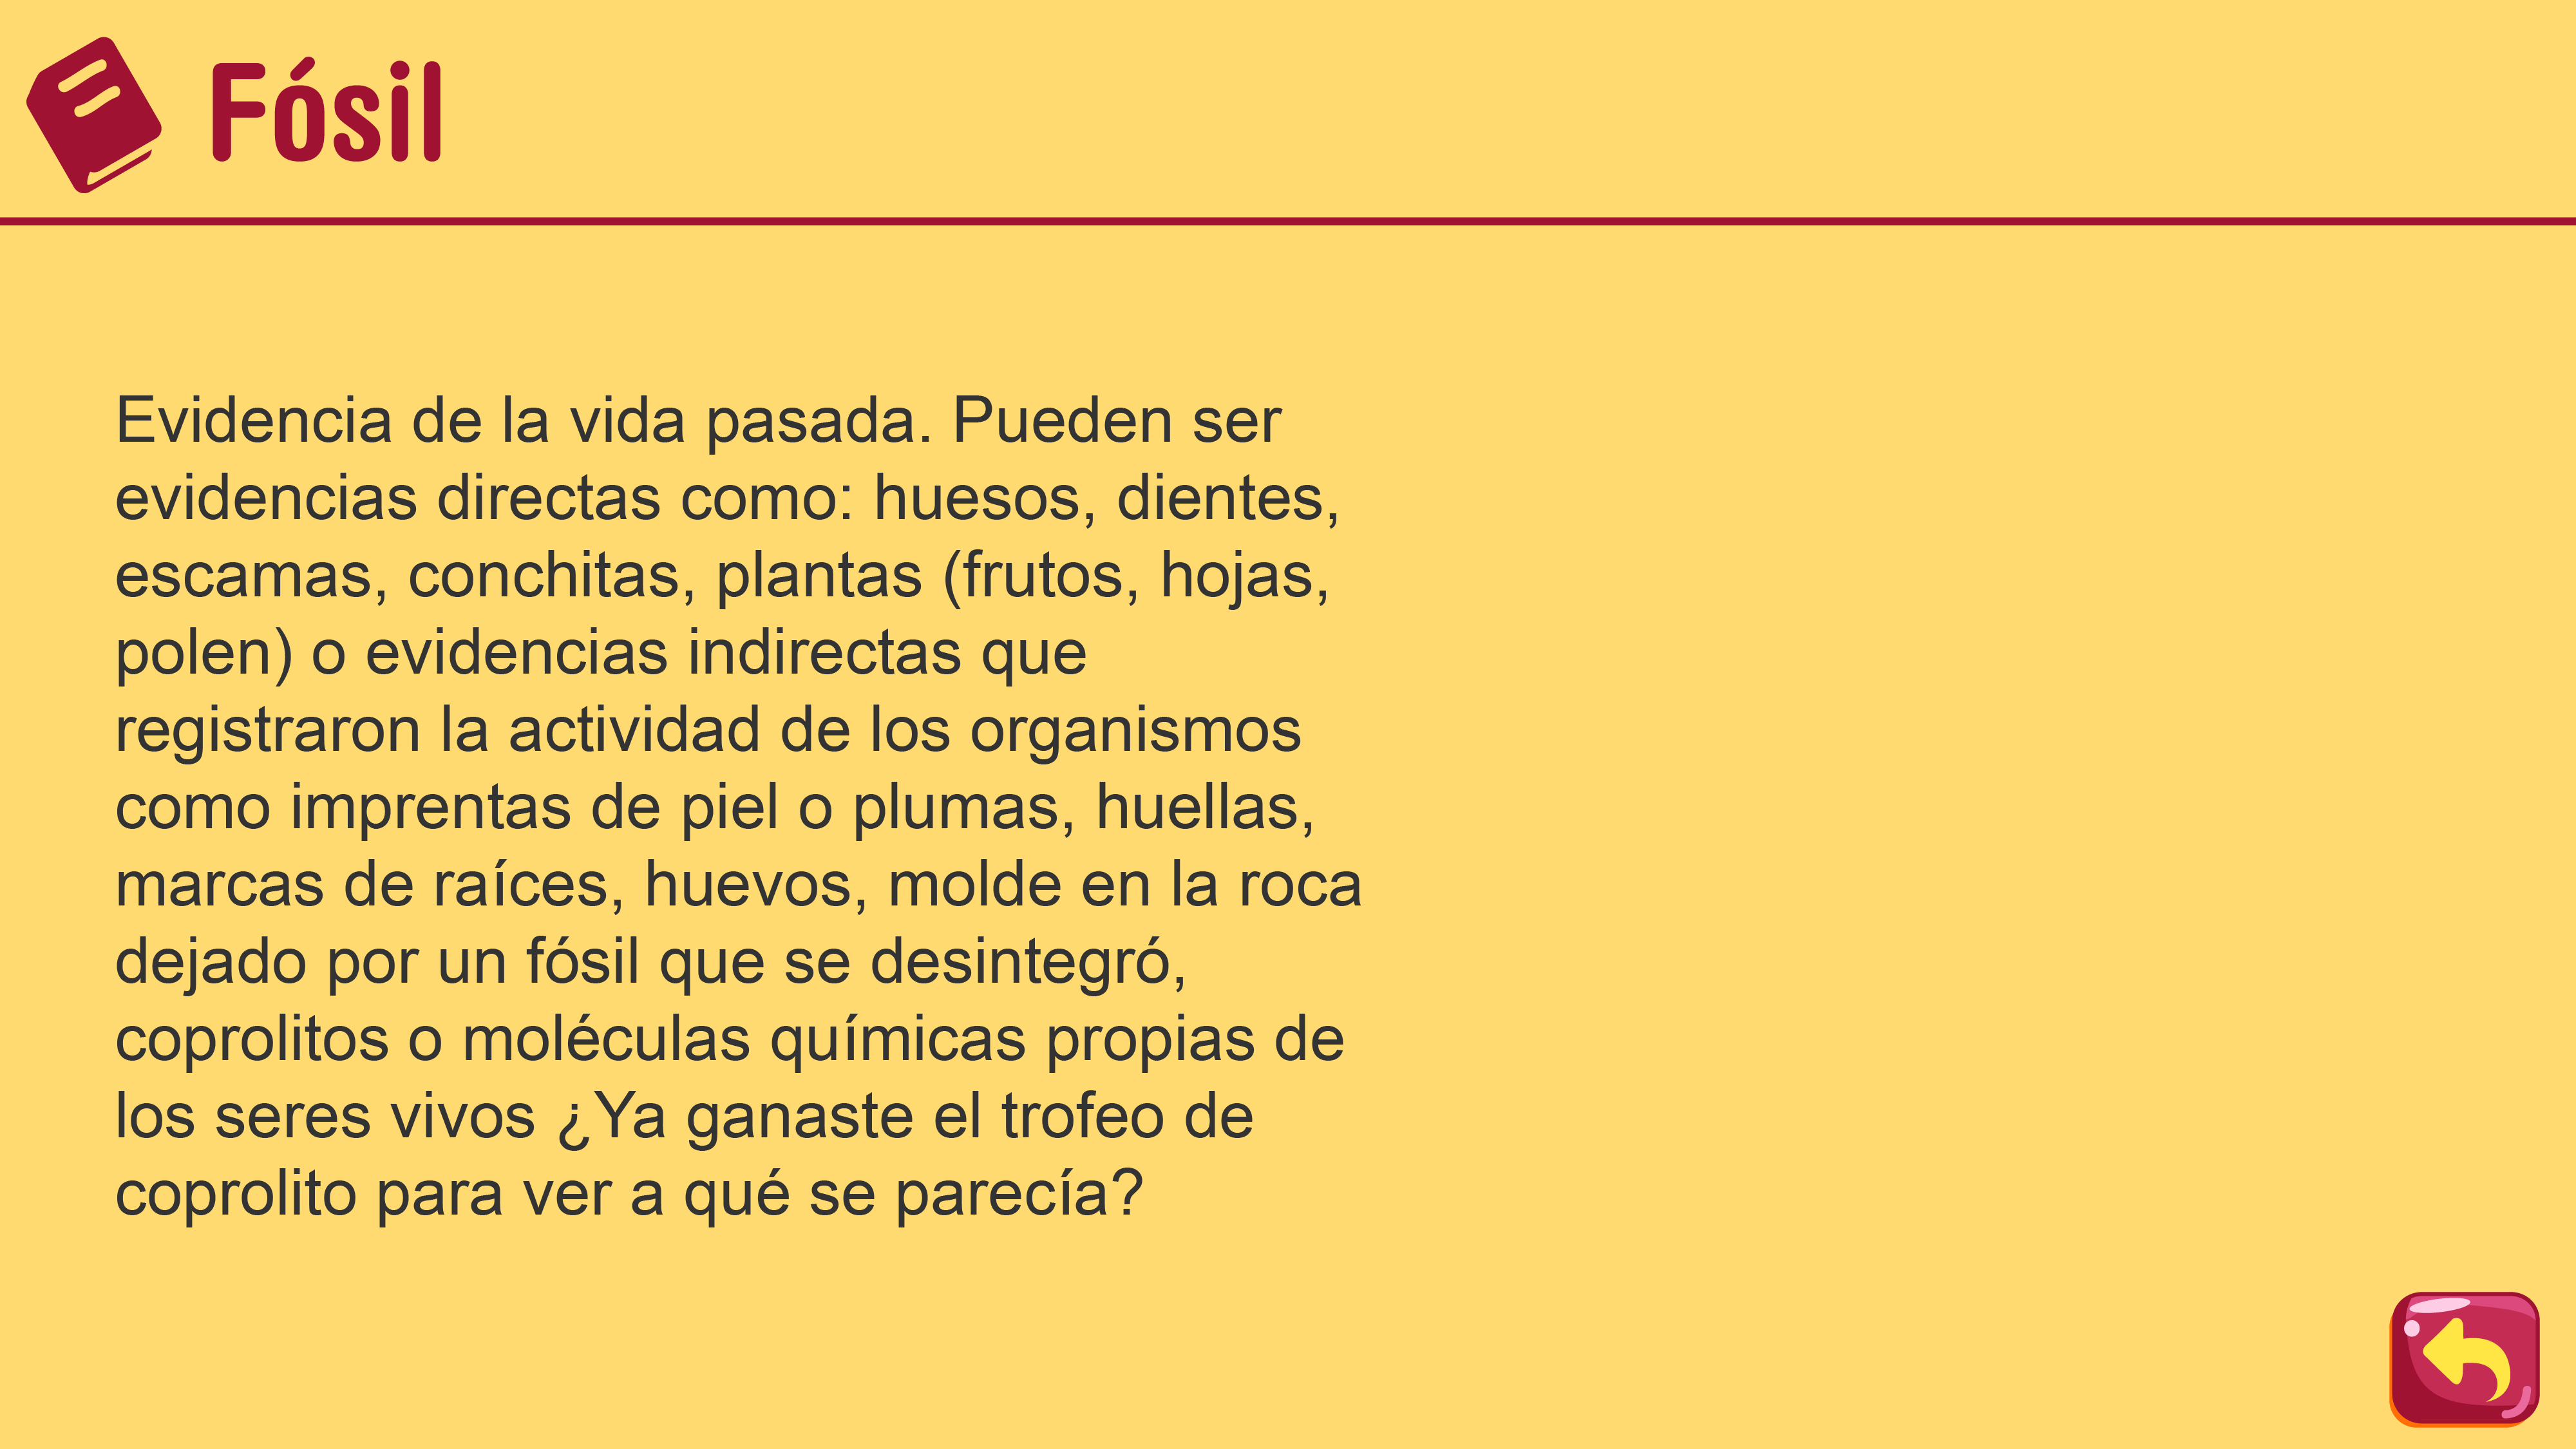 Fósil
Evidencia de la vida pasada. Pueden ser
evidencias directas como: huesos, dientes,
escamas, conchitas, plantas (frutos, hojas,
polen) o evidencias indirectas que
registraron la actividad de los organismos
como imprentas de piel o plumas, huellas,
marcas de raíces, huevos, molde en la roca
dejado por un fósil que se desintegró,
coprolitos o moléculas químicas propias de
los seres vivos ¿Ya ganaste el trofeo de
coprolito para ver a qué se parecía?